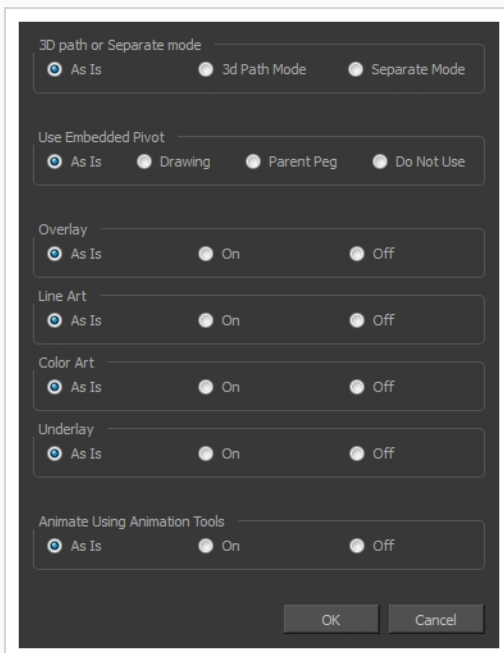 3D path or Separate mode
As Is 3d Path Mode Separate Mode
Use Embedded Pivot
As Is Drawing Parent Peg Do Not Use
Overlay
As Is On Off
Line Art
As Is On Off
Color Art
As Is On Off
Underlay
As Is On Off
Animate Using Animation Tools
As Is On Off
OK Cancel